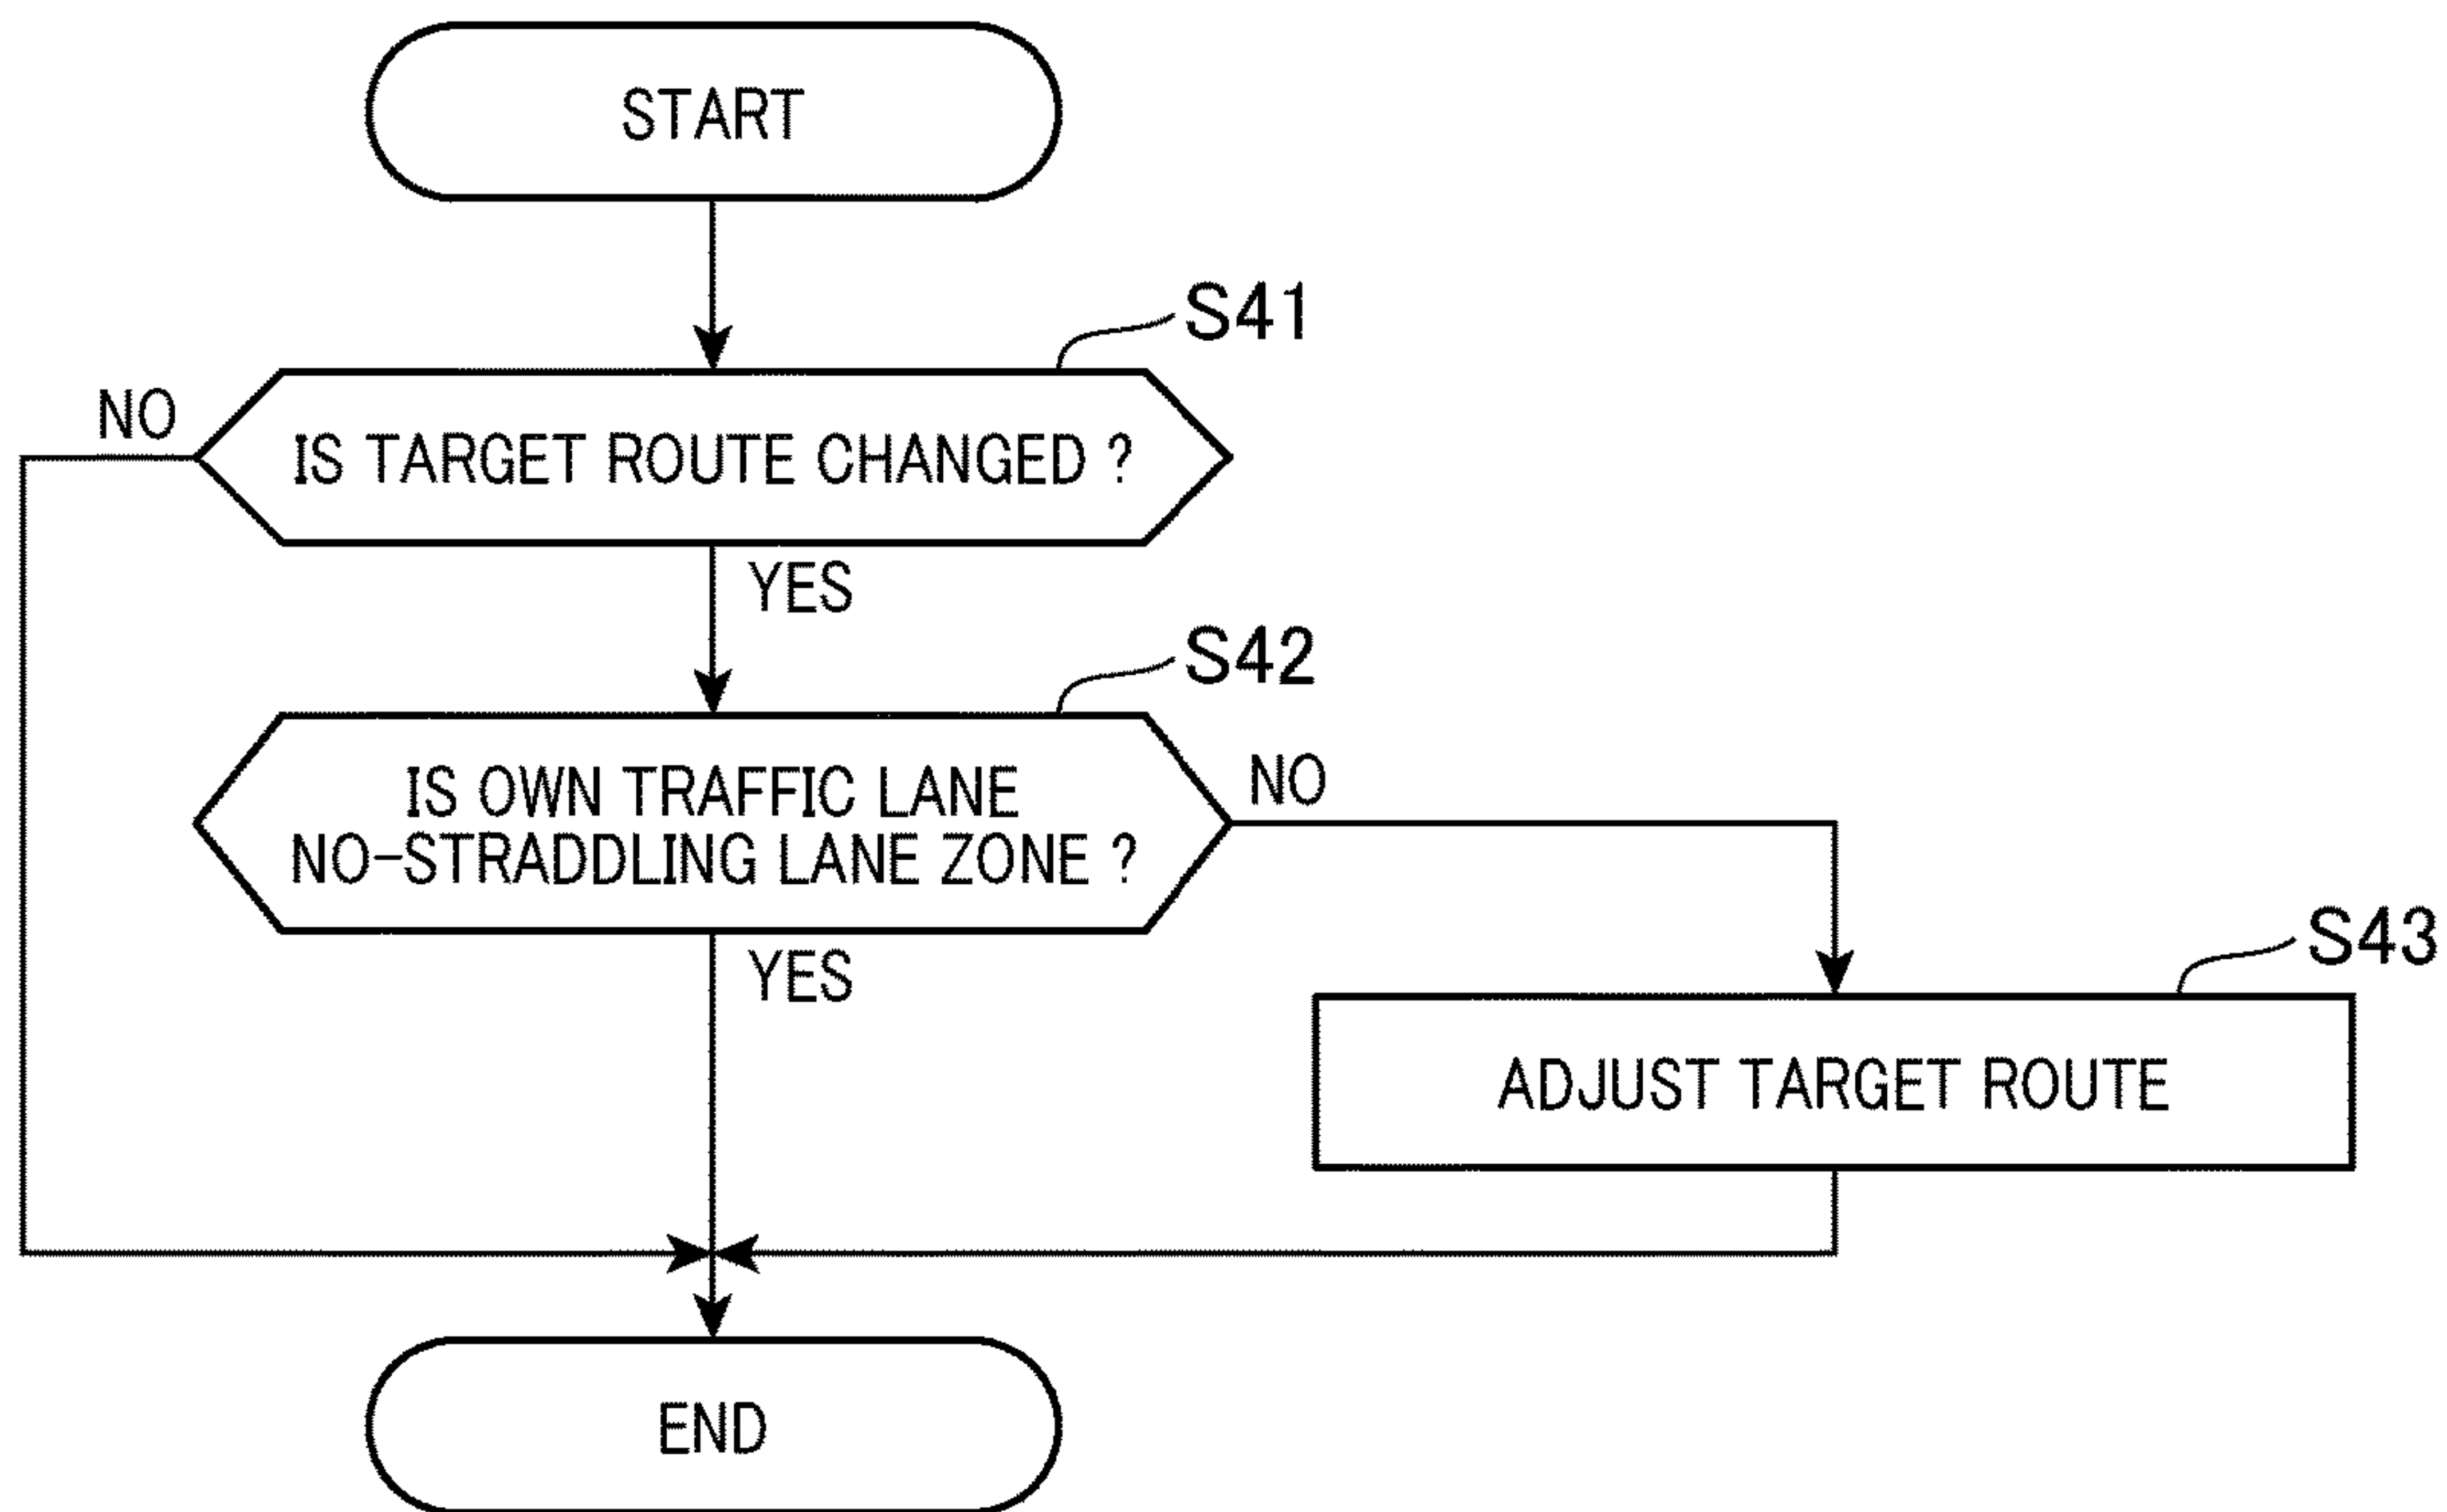 START
S41
NO
IS TARGET ROUTE CHANGED ?
YES
S42
IS OWN TRAFFIC LANE
NO-STRADDLING LANE ZONE ?
NO
YES
S43
ADJUST TARGET ROUTE
END